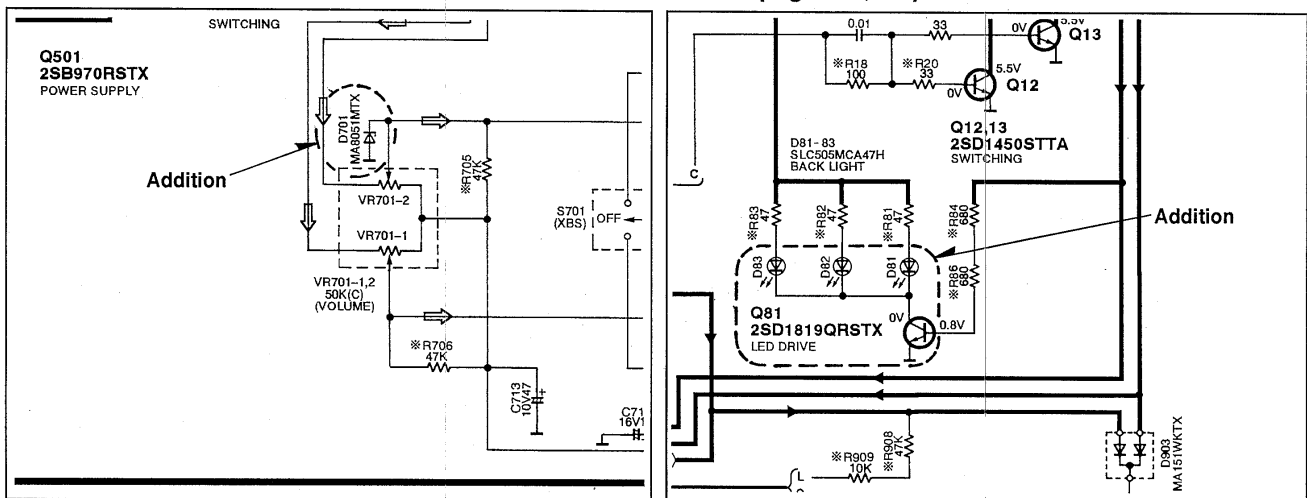 SWITCHING
Q501
2SB970RSTX
POWER SUPPLY
D701
MA8051MTX
Addition
VR701-2
VR701-1
VR701-1,2
50K(C)
(VOLUME)
※R705
47K
S701
(XBS)
OFF
※R706
47K
C713
10V47
+
C71
16V1
0.01
33
0V
5.5V
Q13
※R18
100
※R20
33
5.5V
0V
Q12
Q12,13
2SD1450STTA
SWITCHING
C
D81-83
SLC505MCA47H
BACK LIGHT
※R83
47
※R82
47
※R81
47
※R84
680
Addition
D83
D82
D81
※R86
680
Q81
2SD1819QRSTX
LED DRIVE
0V
0.8V
※R908
47K
※R909
10K
L
D903
MA151WKTX